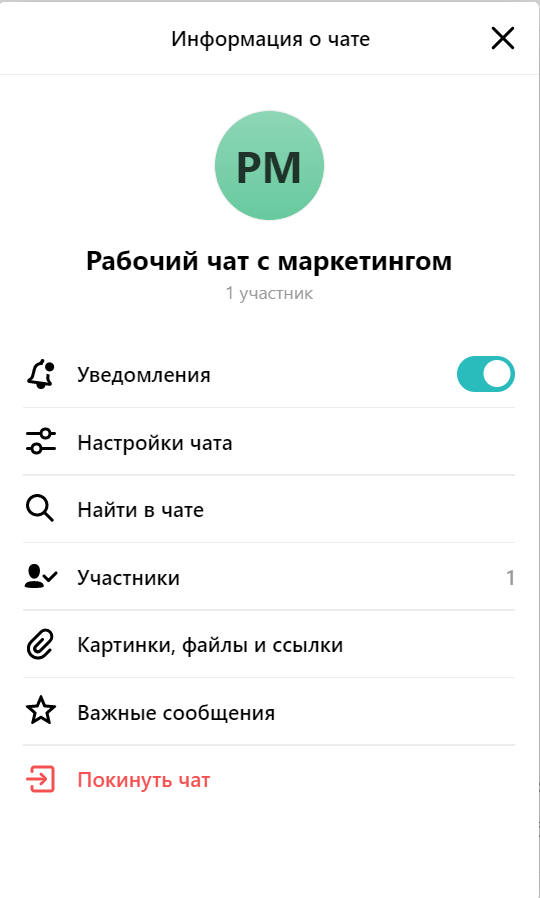 Информация о чате
РМ
Рабочий чат с маркетингом
1 участник
Уведомления
Настройки чата
Найти в чате
Участники 1
Картинки, файлы и ссылки
Важные сообщения
Покинуть чат